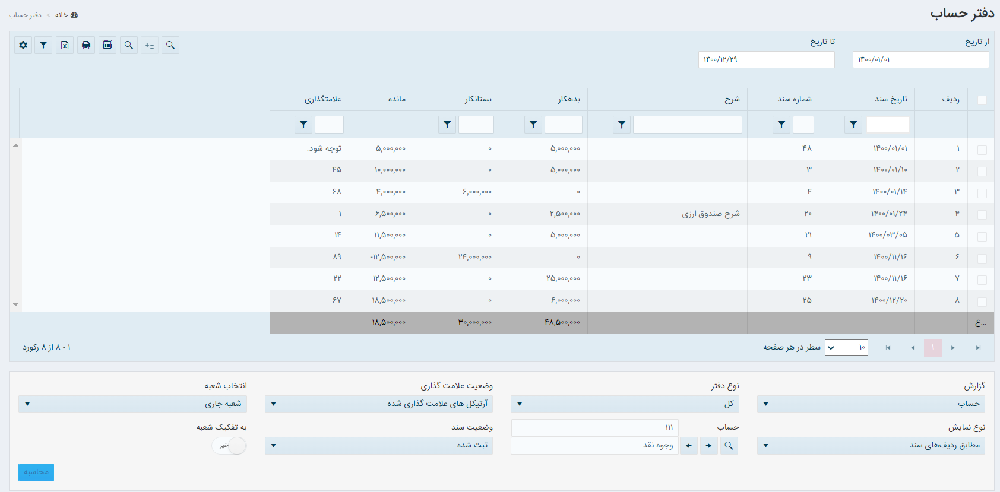 دفتر حساب
خانه > دفتر حساب
از تاریخ
تا تاریخ
۱۴۰۰/۰۱/۰۱
۱۴۰۰/۱۲/۲۹
ردیف تاریخ سند شماره سند شرح بدهکار بستانکار مانده علامتگذاری
۱ ۱۴۰۰/۰۱/۰۱ ۴۸ ۵,۰۰۰,۰۰۰ ۰ ۵,۰۰۰,۰۰۰ توجه شود.
۲ ۱۴۰۰/۰۱/۱۰ ۳ ۵,۰۰۰,۰۰۰ ۰ ۱۰,۰۰۰,۰۰۰ ۴۵
۳ ۱۴۰۰/۰۱/۱۴ ۴ ۰ ۶,۰۰۰,۰۰۰ ۴,۰۰۰,۰۰۰ ۶۸
۴ ۱۴۰۰/۰۱/۲۴ ۲۰ شرح صندوق ارزی ۲,۵۰۰,۰۰۰ ۰ ۶,۵۰۰,۰۰۰ ۱
۵ ۱۴۰۰/۰۳/۰۵ ۲۱ ۵,۰۰۰,۰۰۰ ۰ ۱۱,۵۰۰,۰۰۰ ۱۴
۶ ۱۴۰۰/۱۱/۱۶ ۹ ۰ ۲۴,۰۰۰,۰۰۰ -۱۲,۵۰۰,۰۰۰ ۸۹
۷ ۱۴۰۰/۱۱/۱۶ ۲۳ ۲۵,۰۰۰,۰۰۰ ۰ ۱۲,۵۰۰,۰۰۰ ۲۲
۸ ۱۴۰۰/۱۲/۲۰ ۲۵ ۶,۰۰۰,۰۰۰ ۰ ۱۸,۵۰۰,۰۰۰ ۶۷
...ع ۴۸,۵۰۰,۰۰۰ ۳۰,۰۰۰,۰۰۰ ۱۸,۵۰۰,۰۰۰
۱
۱۰ سطر در هر صفحه
۱ - ۸ از ۸ رکورد
گزارش نوع دفتر وضعیت علامت گذاری انتخاب شعبه
حساب کل آرتیکل های علامت گذاری شده شعبه جاری
نوع نمایش حساب ۱۱۱ وضعیت سند به تفکیک شعبه
مطابق ردیف‌های سند وجوه نقد ثبت شده خیر
محاسبه